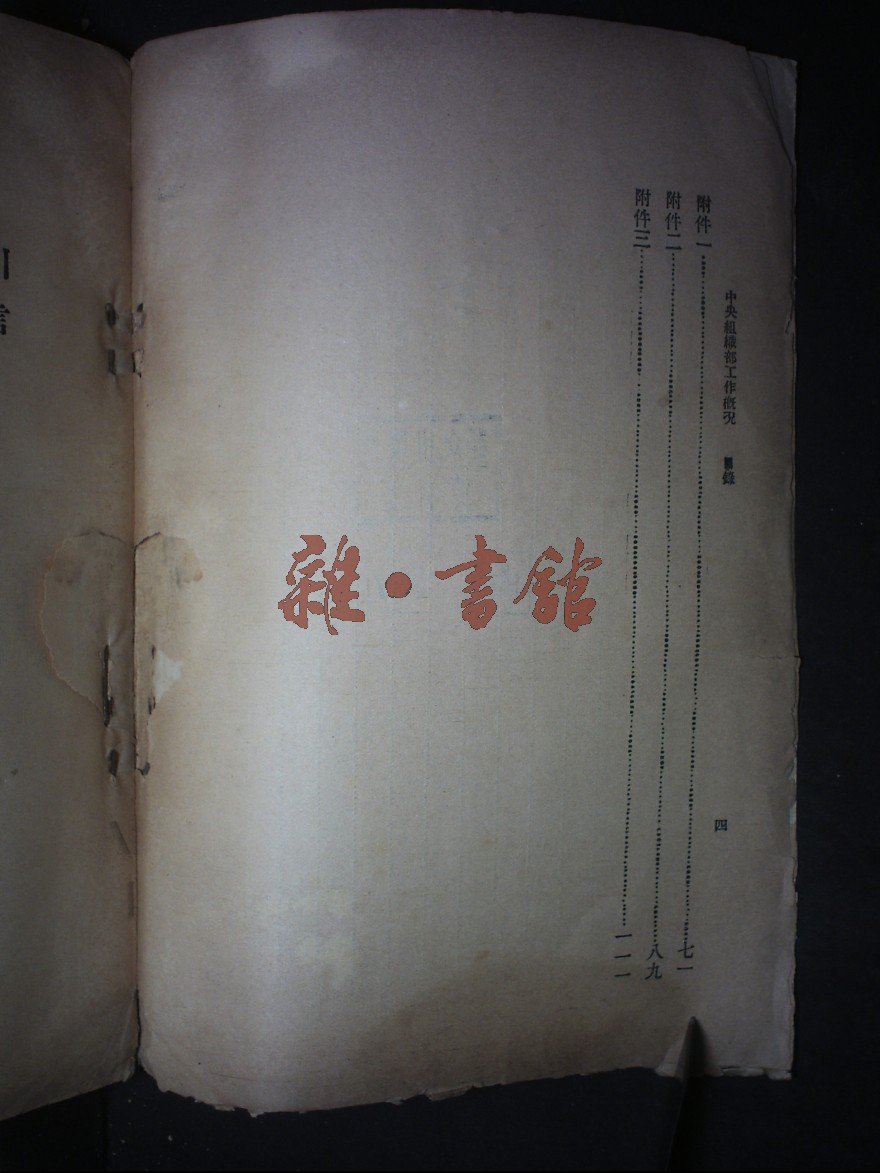 中央組織部工作概況 目錄 四
附件一……七一
附件二……八九
附件三……一一一
雜·書館